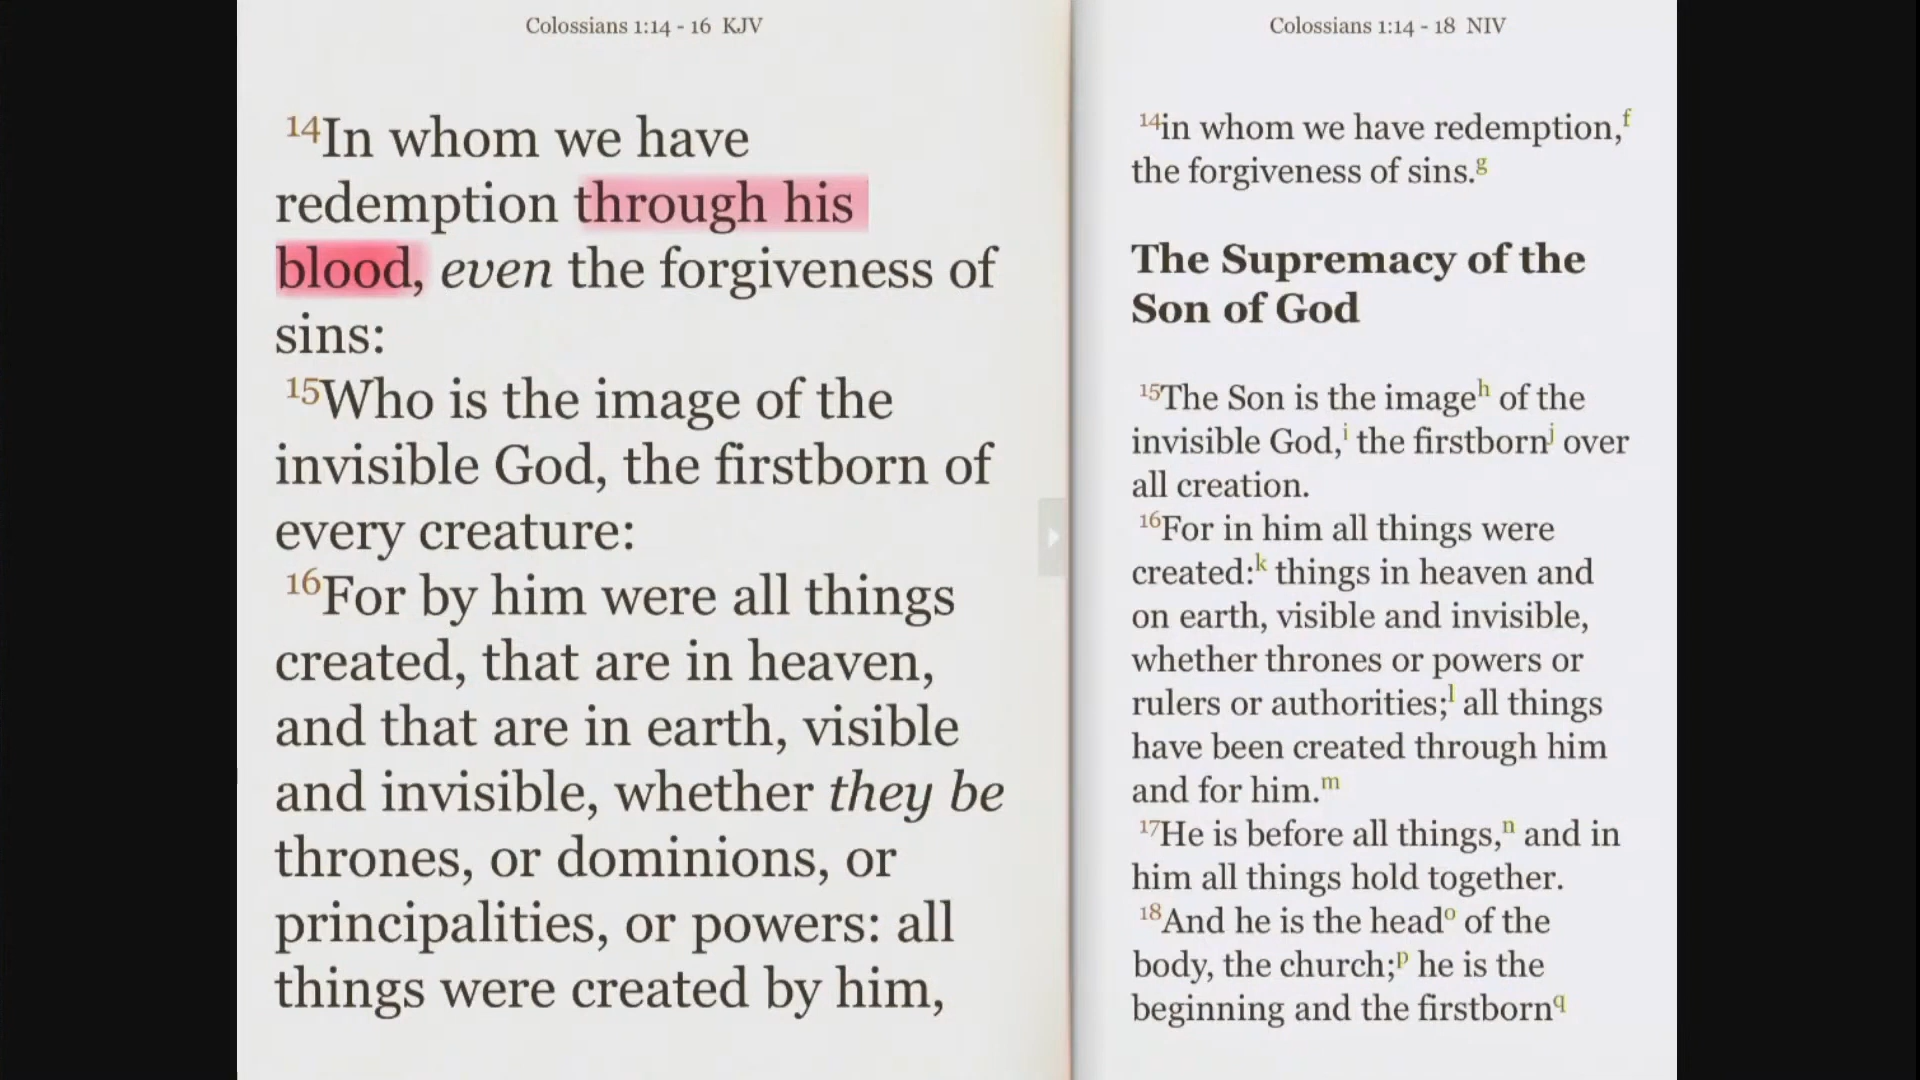 Colossians 1:14 - 16 KJV
14In whom we have
redemption through his
blood, even the forgiveness of
sins:
15Who is the image of the
invisible God, the firstborn of
every creature:
16For by him were all things
created, that are in heaven,
and that are in earth, visible
and invisible, whether they be
thrones, or dominions, or
principalities, or powers: all
things were created by him,
Colossians 1:14 - 18 NIV
14in whom we have redemption,f
the forgiveness of sins.g
The Supremacy of the
Son of God
15The Son is the imageh of the
invisible God,i the firstbornj over
all creation.
16For in him all things were
created:k things in heaven and
on earth, visible and invisible,
whether thrones or powers or
rulers or authorities;l all things
have been created through him
and for him.m
17He is before all things,n and in
him all things hold together.
18And he is the heado of the
body, the church;p he is the
beginning and the firstbornq